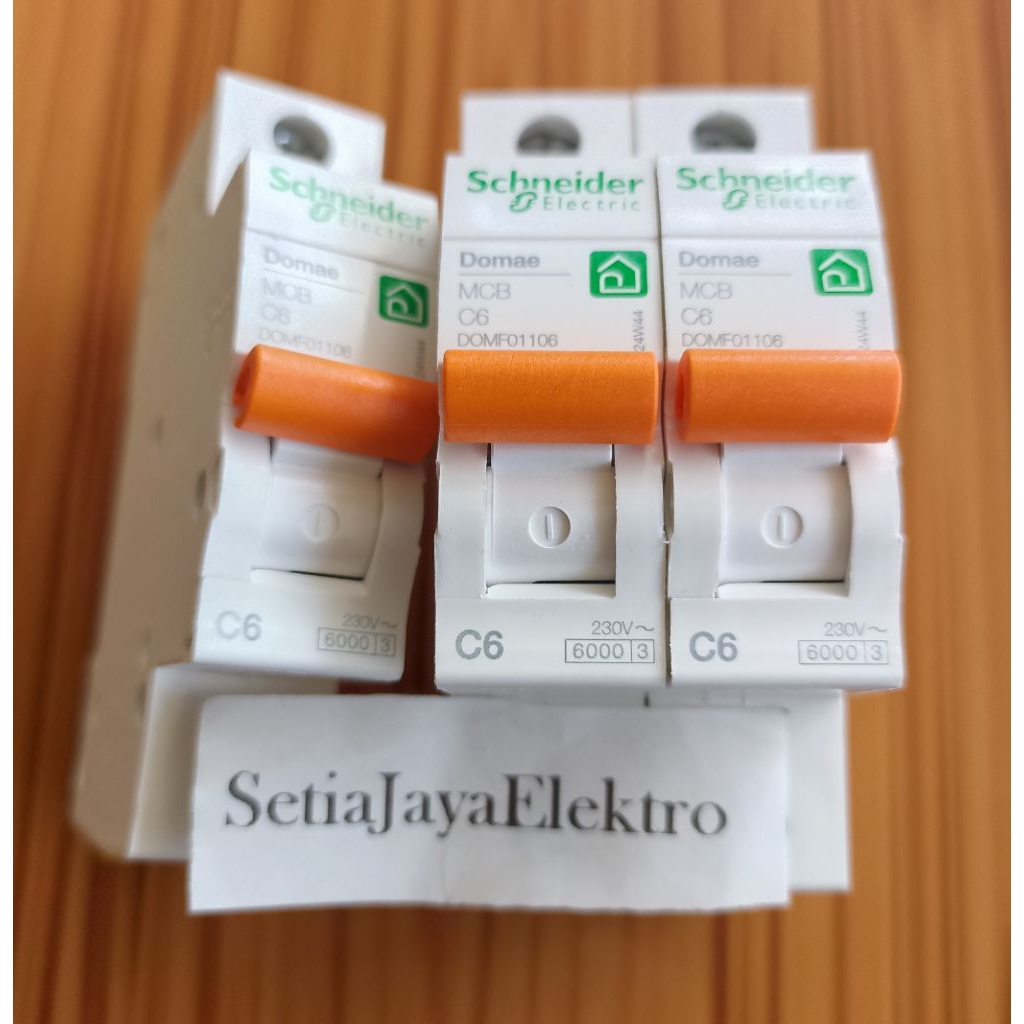 Schneider
Electric
Domae
MCB
C6
DOMF01106
C6
230V~
6000 3
Schneider
Electric
Domae
MCB
C6
DOMF01106
24W44
C6
230V~
6000 3
Schneider
Electric
Domae
MCB
C6
DOMF01106
24W44
C6
230V~
6000 3
SetiaJayaElektro